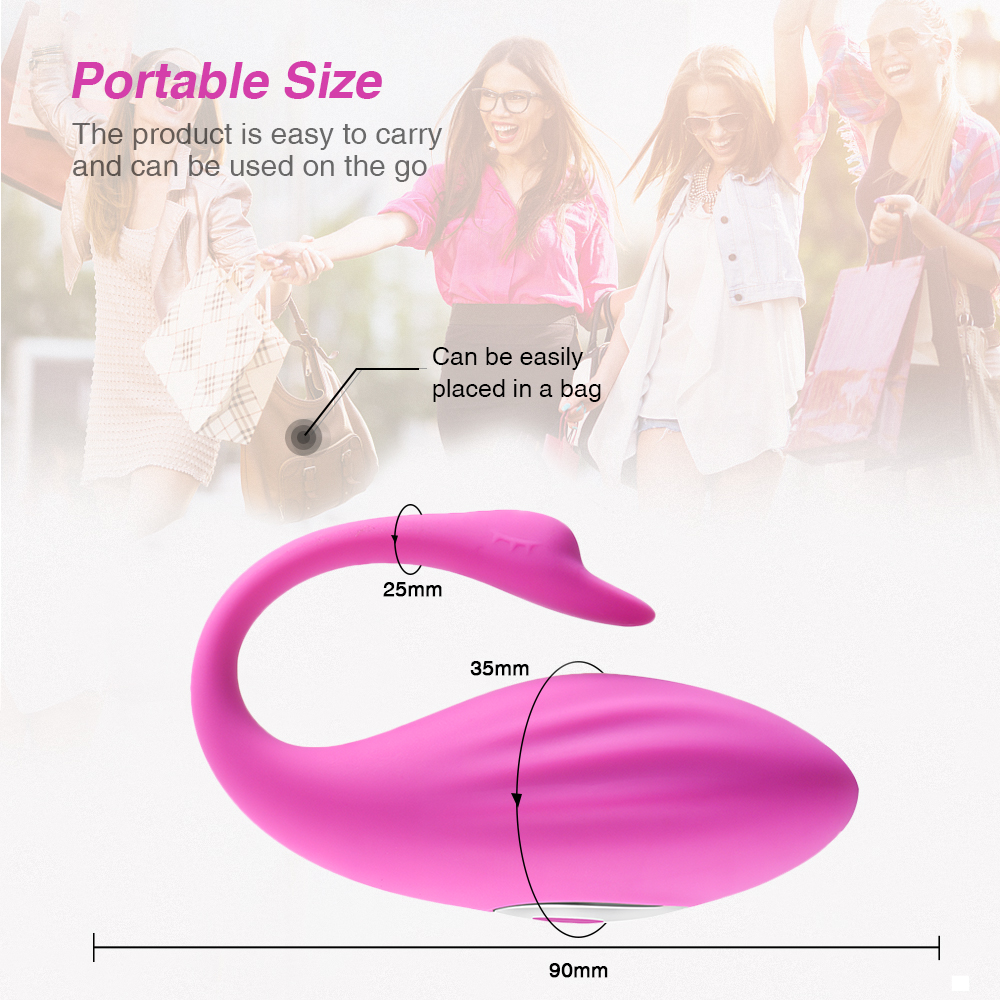 Portable Size
The product is easy to carry
and can be used on the go
Can be easily
placed in a bag
25mm
35mm
90mm